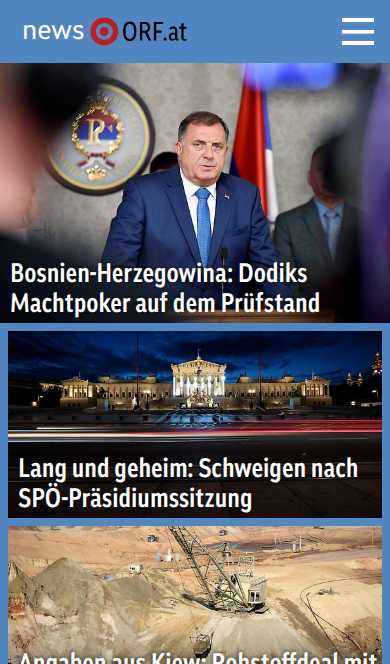 news ORF.at
Bosnien-Herzegowina: Dodiks
Machtpoker auf dem Prüfstand
Lang und geheim: Schweigen nach
SPÖ-Präsidiumssitzung
Angaben aus Kiew: Rohstoffdeal mit